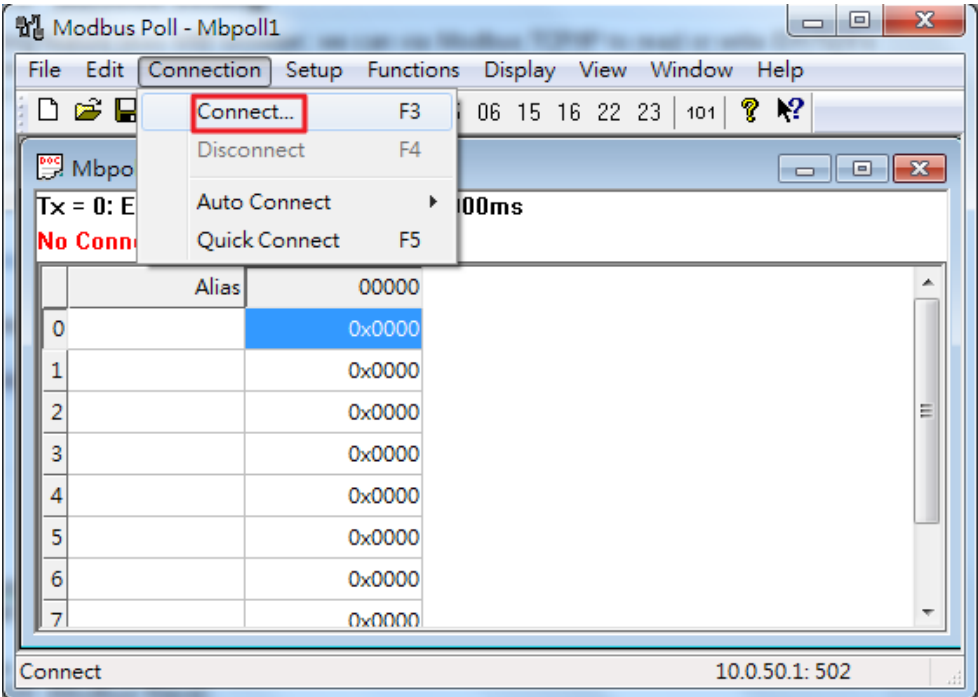 Modbus Poll - Mbpoll1
File Edit Connection Setup Functions Display View Window Help
Connect... F3
06 15 16 22 23 101
Disconnect F4
Auto Connect
Quick Connect F5
Tx = 0: E
00ms
Alias 00000
0 0x0000
1 0x0000
2 0x0000
3 0x0000
4 0x0000
5 0x0000
6 0x0000
7 0x0000
Connect 10.0.50.1: 502